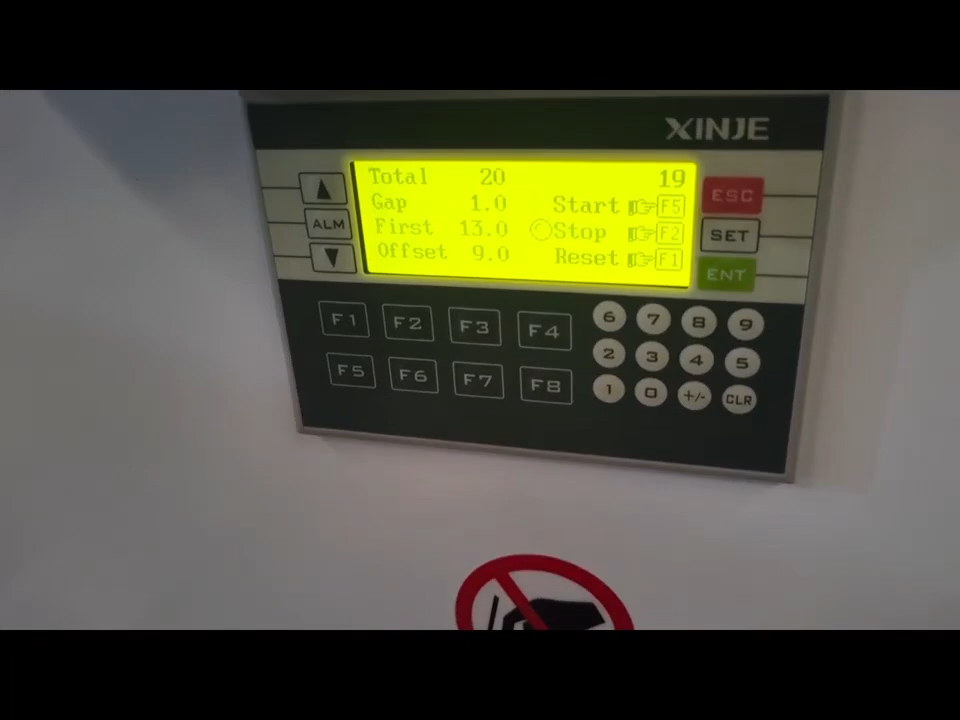 XINJE
Total 20 19
Gap 1.0 Start F5
First 13.0 Stop F2
Offset 9.0 Reset F1
ALM
ESC
SET
ENT
F1 F2 F3 F4
F5 F6 F7 F8
6 7 8 9
2 3 4 5
1 0 +/- CLR